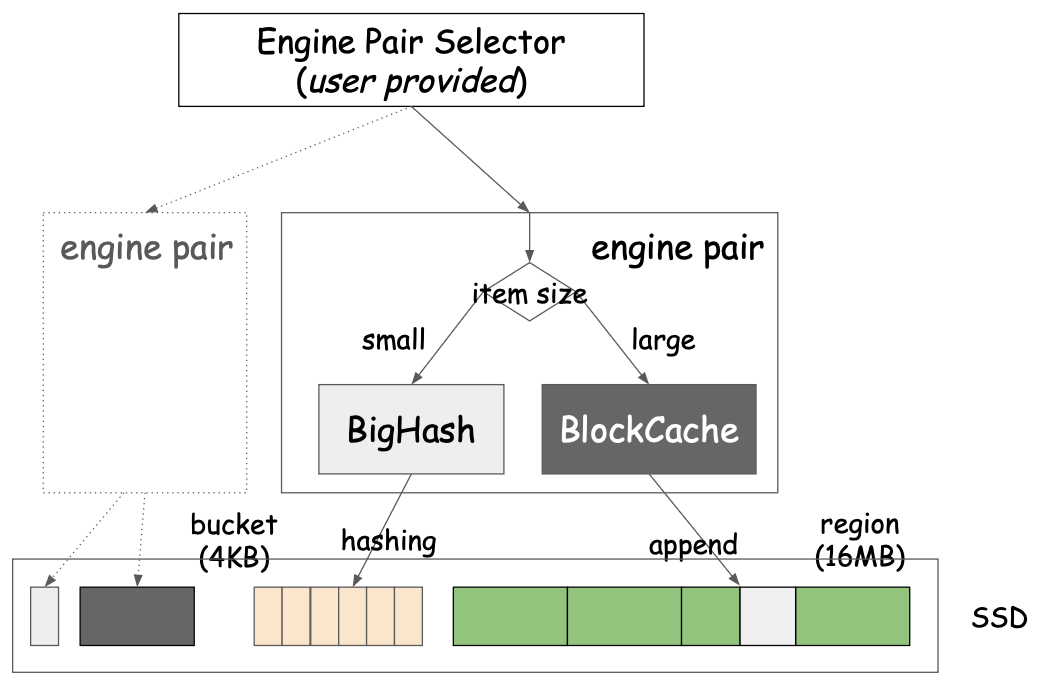 Engine Pair Selector
(user provided)
engine pair
engine pair
item size
small
large
BigHash
BlockCache
bucket
(4KB)
hashing
append
region
(16MB)
SSD